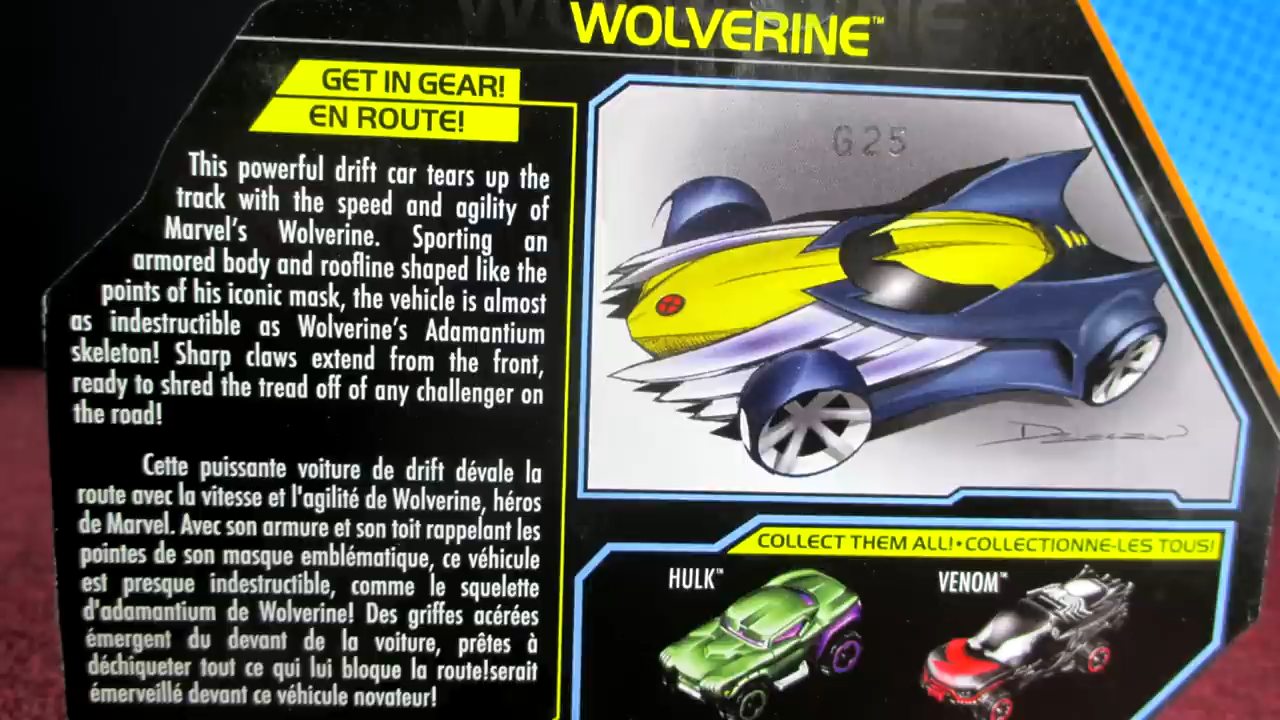 WOLVERINE™
GET IN GEAR!
EN ROUTE!
This powerful drift car tears up the
track with the speed and agility of
Marvel's Wolverine. Sporting an
armored body and roofline shaped like the
points of his iconic mask, the vehicle is almost
as indestructible as Wolverine's Adamantium
skeleton! Sharp claws extend from the front,
ready to shred the tread off of any challenger on
the road!
Cette puissante voiture de drift dévale la
route avec la vitesse et l'agilité de Wolverine, héros
de Marvel. Avec son armure et son toit rappelant les
pointes de son masque emblématique, ce véhicule
est presque indestructible, comme le squelette
d'adamantium de Wolverine! Des griffes acérées
émergent du devant de la voiture, prêtes à
déchiqueter tout ce qui lui bloque la route!serait
émerveillé devant ce véhicule novateur!
G25
COLLECT THEM ALL!•COLLECTIONNE-LES TOUS!
HULK™
VENOM™